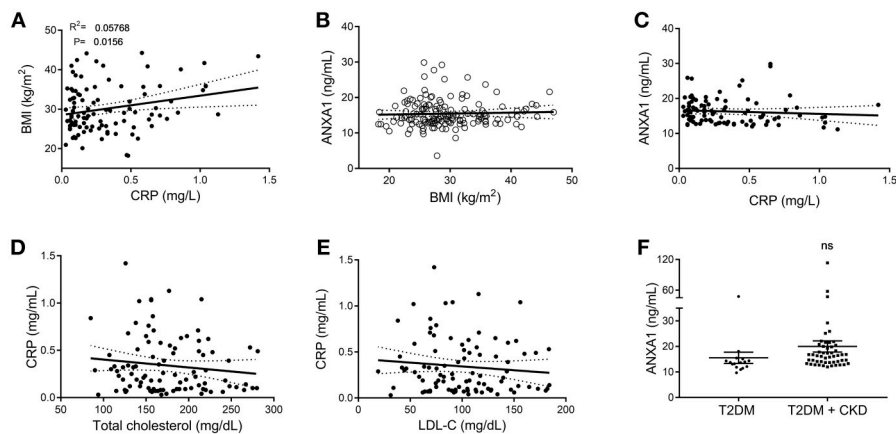 A
R²= 0.05768
P= 0.0156
BMI (kg/m²)
50
40
30
20
0.0 0.5 1.0 1.5
CRP (mg/L)
B
ANXA1 (ng/mL)
40
30
20
10
0
20 30 40 50
BMI (kg/m²)
C
ANXA1 (ng/mL)
40
30
20
10
0
0.0 0.5 1.0 1.5
CRP (mg/L)
D
CRP (mg/mL)
1.5
1.0
0.5
0.0
50 100 150 200 250 300
Total cholesterol (mg/dL)
E
CRP (mg/mL)
1.5
1.0
0.5
0.0
0 50 100 150 200
LDL-C (mg/dL)
F
ns
ANXA1 (ng/mL)
120
60
30
20
10
0
T2DM T2DM + CKD